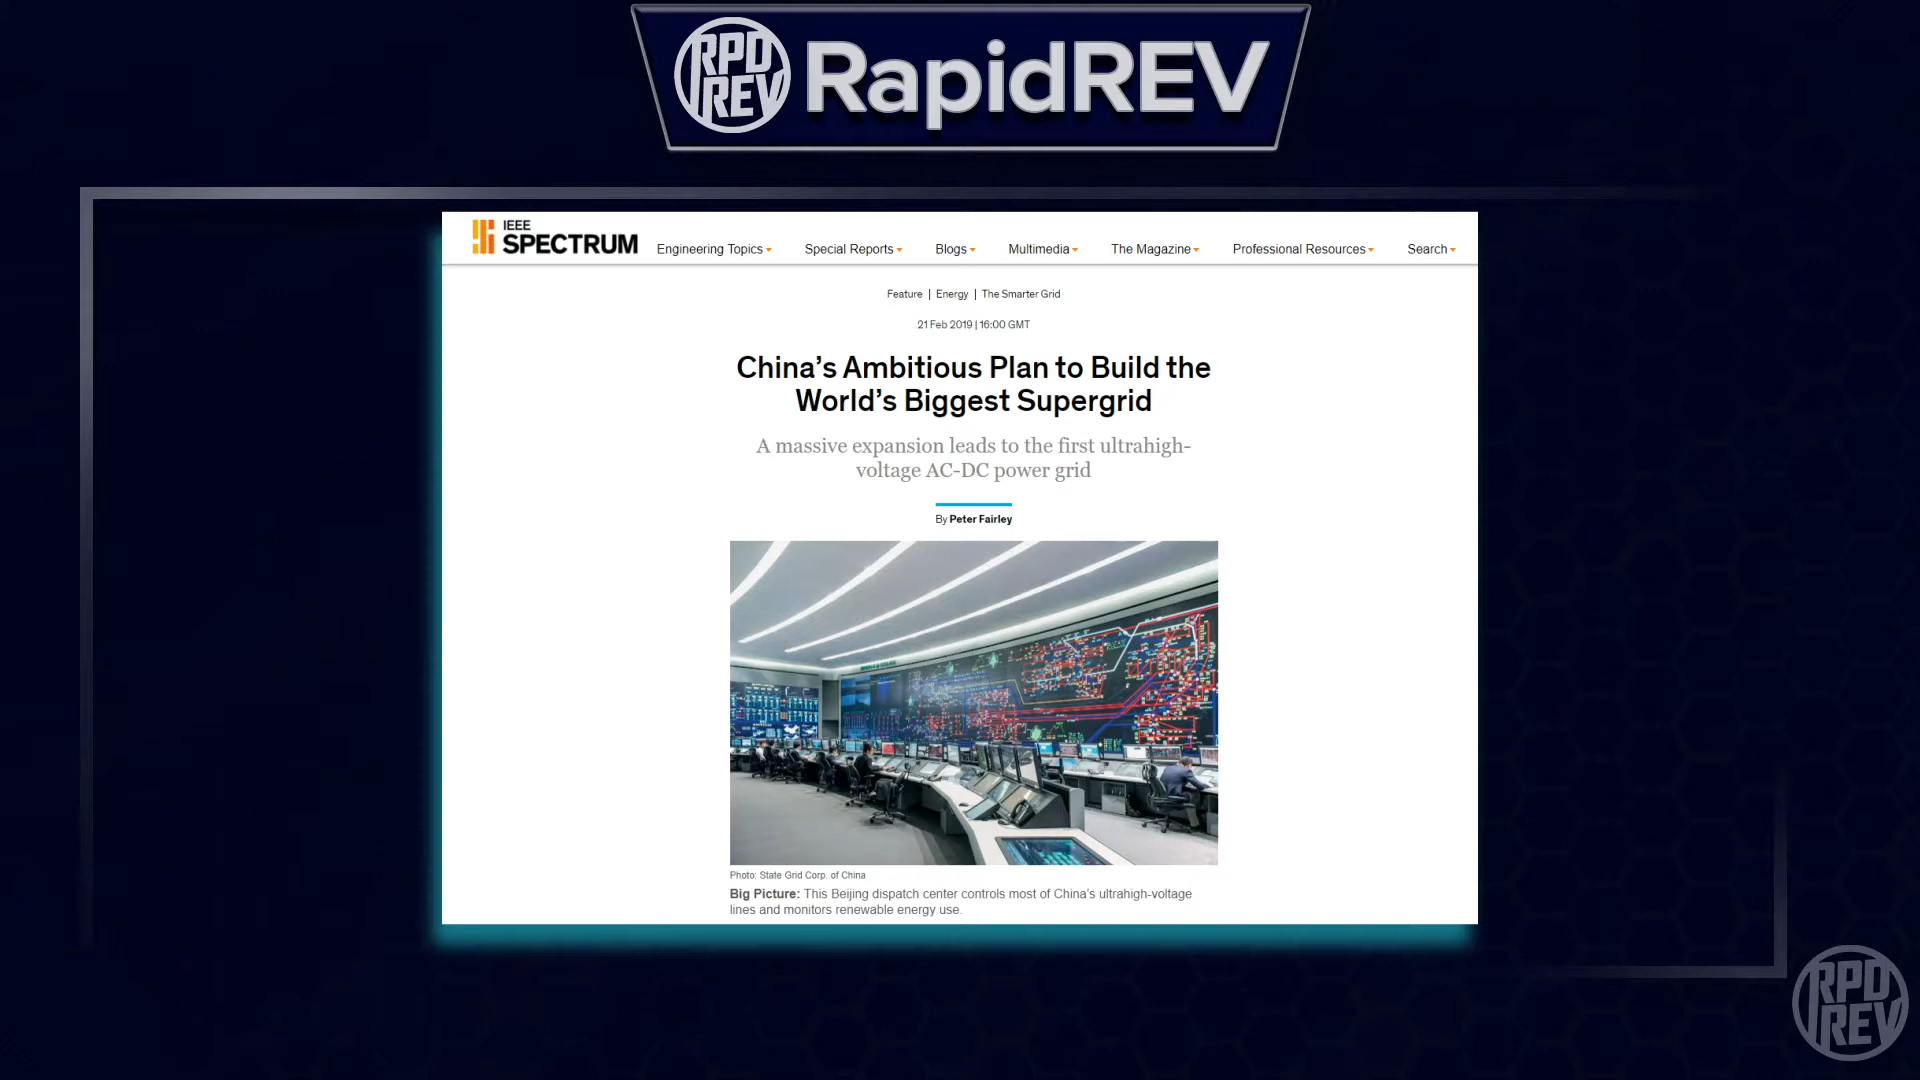 RPD
REV
RapidREV
IEEE
SPECTRUM
Engineering Topics
Special Reports
Blogs
Multimedia
The Magazine
Professional Resources
Search
Feature | Energy | The Smarter Grid
21 Feb 2019 | 16:00 GMT
China's Ambitious Plan to Build the
World's Biggest Supergrid
A massive expansion leads to the first ultrahigh-
voltage AC-DC power grid
By Peter Fairley
Photo: State Grid Corp. of China
Big Picture: This Beijing dispatch center controls most of China's ultrahigh-voltage
lines and monitors renewable energy use.
RPD
REV